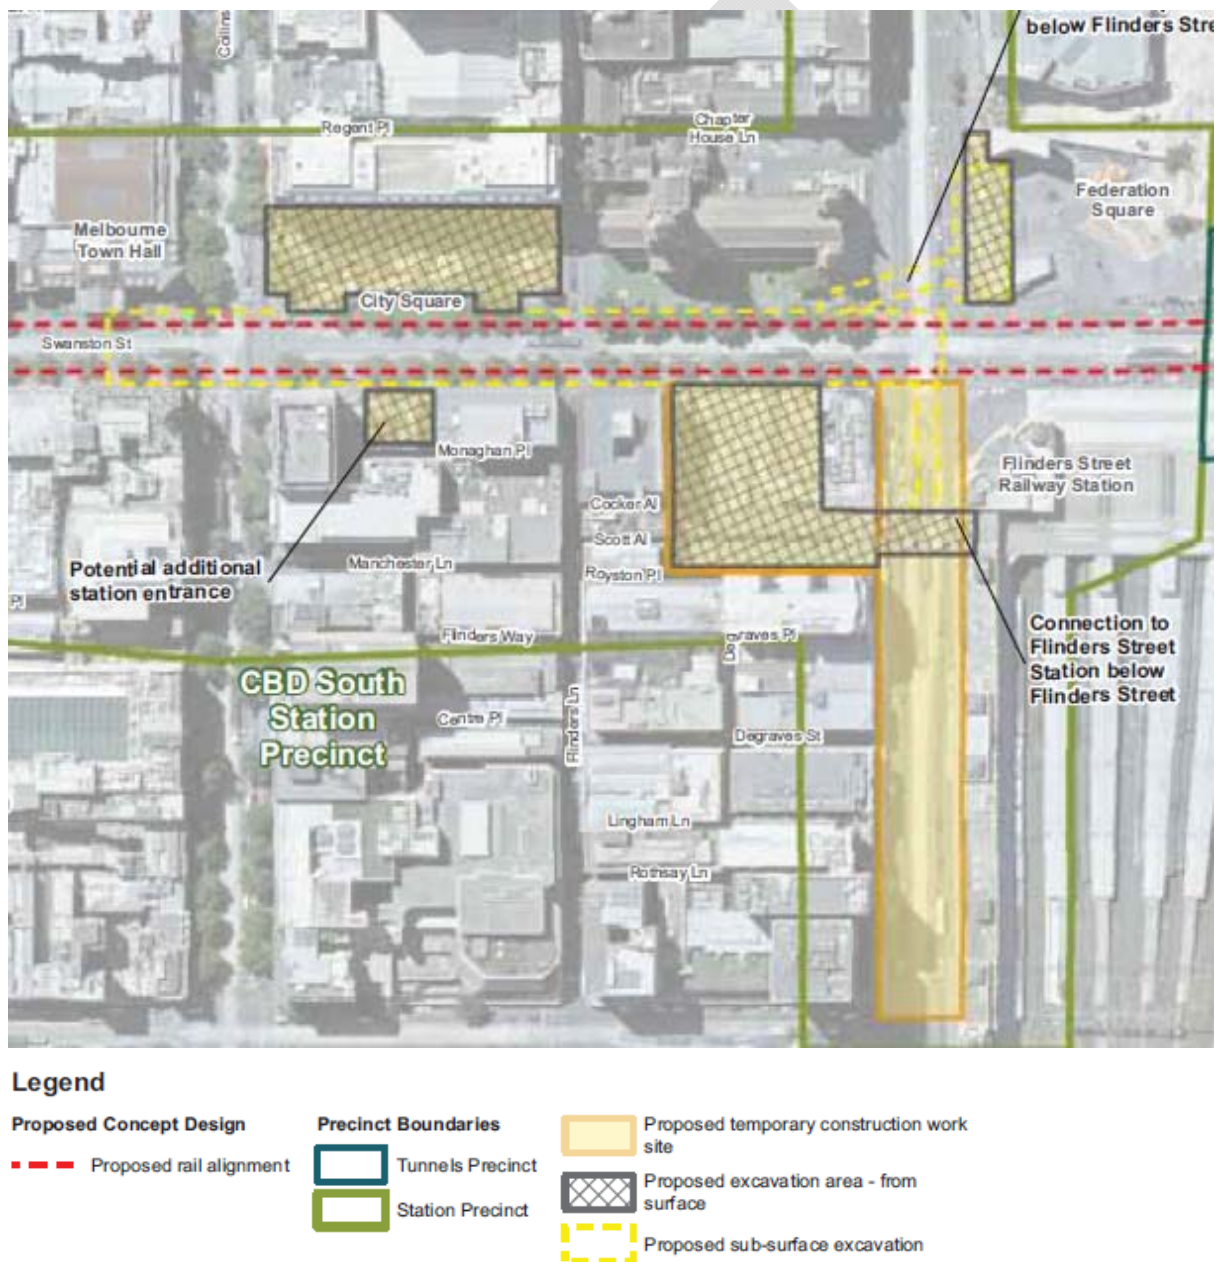 below Flinders Stre
Collins
Regent Pl
Chapter
House Ln
Federation
Square
Melbourne
Town Hall
City Square
Swanston St
Monaghan Pl
Flinders Street
Railway Station
Cocker Al
Scott Al
Royston Pl
Manchester Ln
Potential additional
station entrance
Pl
Connection to
Flinders Street
Station below
Flinders Street
Flinders Way
Degraves Pl
CBD South
Station
Precinct
Centre Pl
Flinders Ln
Degraves St
Lingham Ln
Rothsay Ln
Legend
Proposed Concept Design
Proposed rail alignment
Precinct Boundaries
Tunnels Precinct
Station Precinct
Proposed temporary construction work
site
Proposed excavation area - from
surface
Proposed sub-surface excavation